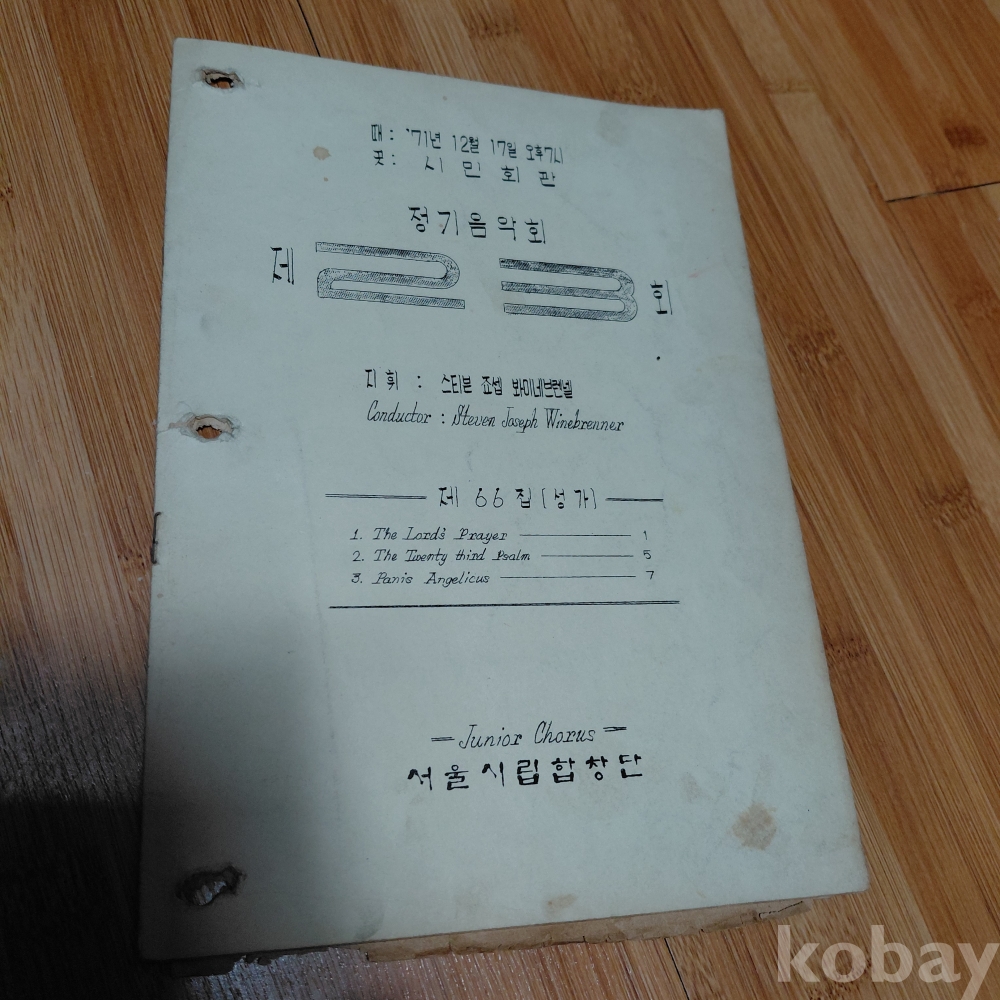 때: '71년 12월 17일 오후7시
곳: 시민회관
정기음악회
제 23 회
지휘 : 스티븐 죠셉 봐이네브런넬
Conductor : Steven Joseph Winebrenner
제 66 집 (성가)
1. The Lord's Prayer 1
2. The Twenty third Psalm 5
3. Panis Angelicus 7
Junior Chorus
서울시립합창단
kobay